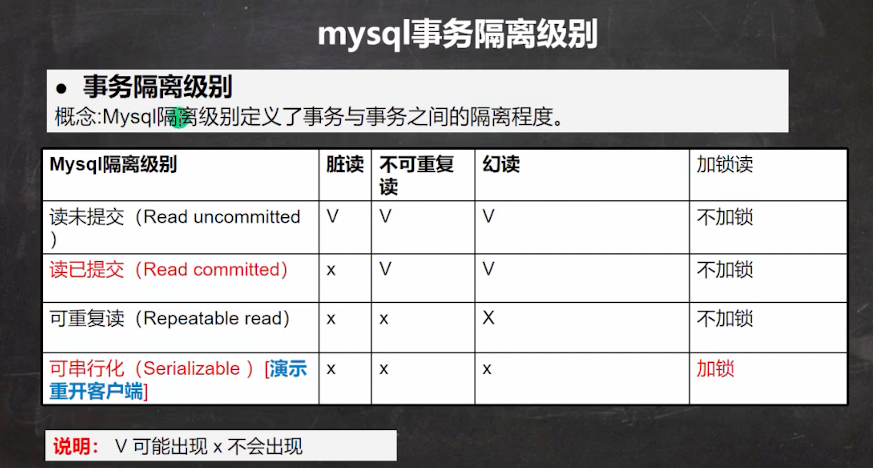 mysql事务隔离级别
● 事务隔离级别
概念:Mysql隔离级别定义了事务与事务之间的隔离程度。
Mysql隔离级别 脏读 不可重复 幻读 加锁读
读
读未提交（Read uncommitted V V V 不加锁
）
读已提交（Read committed） x V V 不加锁
可重复读（Repeatable read） x x X 不加锁
可串行化（Serializable ）[演示 x x x 加锁
重开客户端]
说明： V 可能出现 x 不会出现